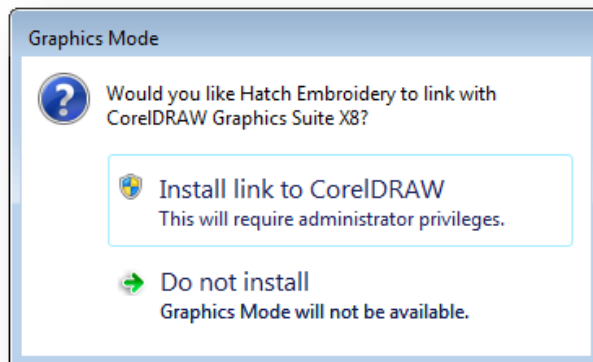 Graphics Mode
Would you like Hatch Embroidery to link with
CorelDRAW Graphics Suite X8?
Install link to CorelDRAW
This will require administrator privileges.
Do not install
Graphics Mode will not be available.